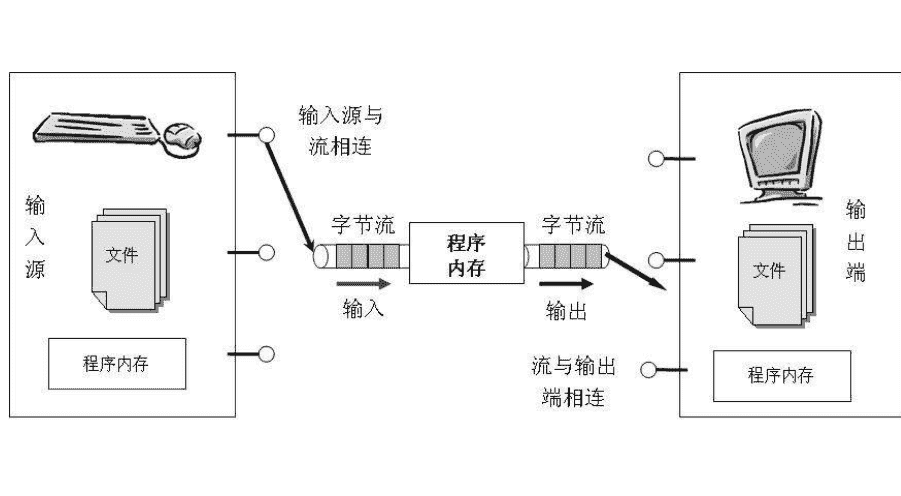 输入源与
流相连
输入源
文件
程序内存
字节流
输入
程序
内存
字节流
输出
流与输出
端相连
输出端
文件
程序内存